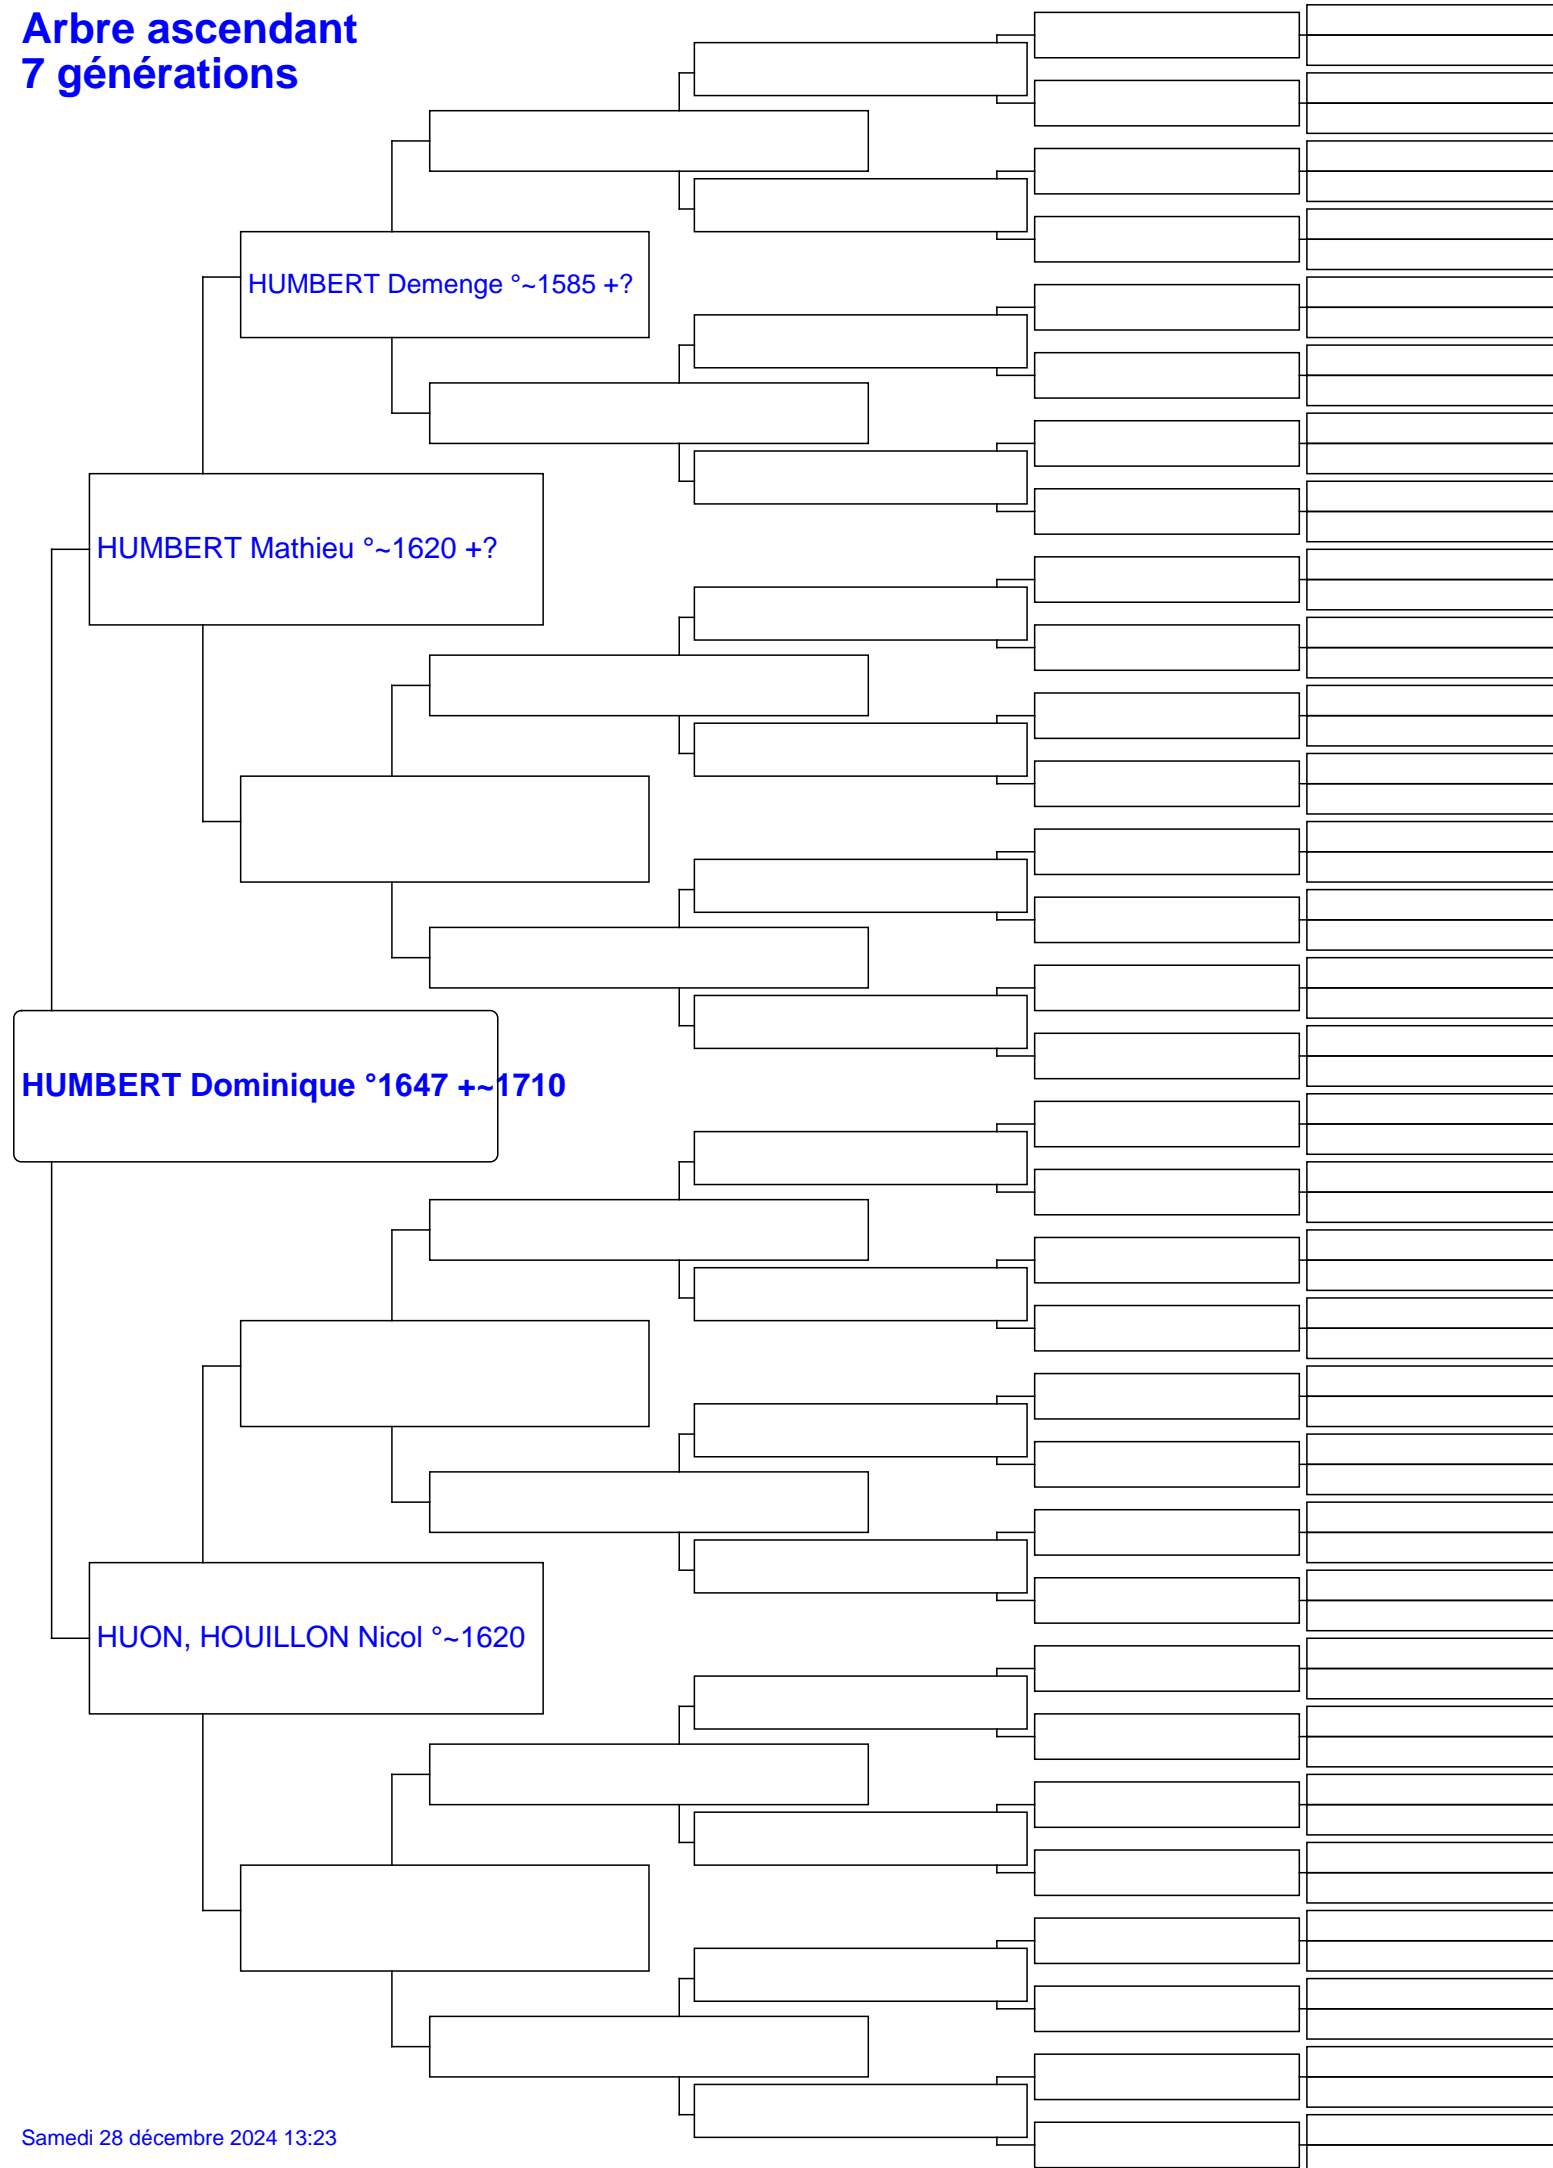 Arbre ascendant
7 générations
HUMBERT Demenge °~1585 +?
HUMBERT Mathieu °~1620 +?
HUMBERT Dominique °1647 +~1710
HUON, HOUILLON Nicol °~1620
Samedi 28 décembre 2024 13:23